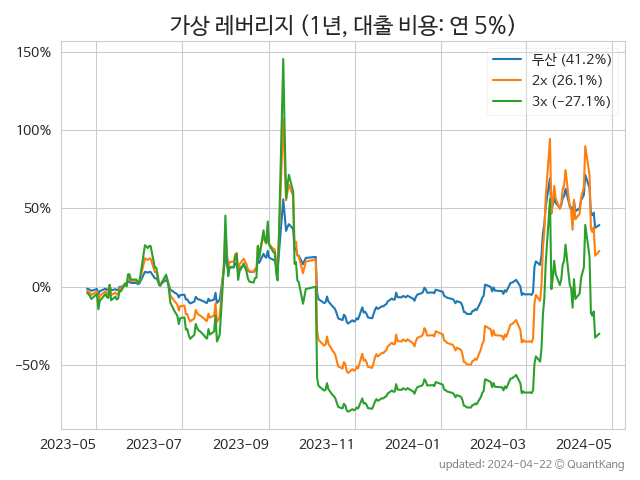 가상 레버리지 (1년, 대출 비용: 연 5%)
150%
100%
50%
0%
−50%
두산 (41.2%)
2x (26.1%)
3x (−27.1%)
2023−05 2023−07 2023−09 2023−11 2024−01 2024−03 2024−05
updated: 2024−04−22 © QuantKang